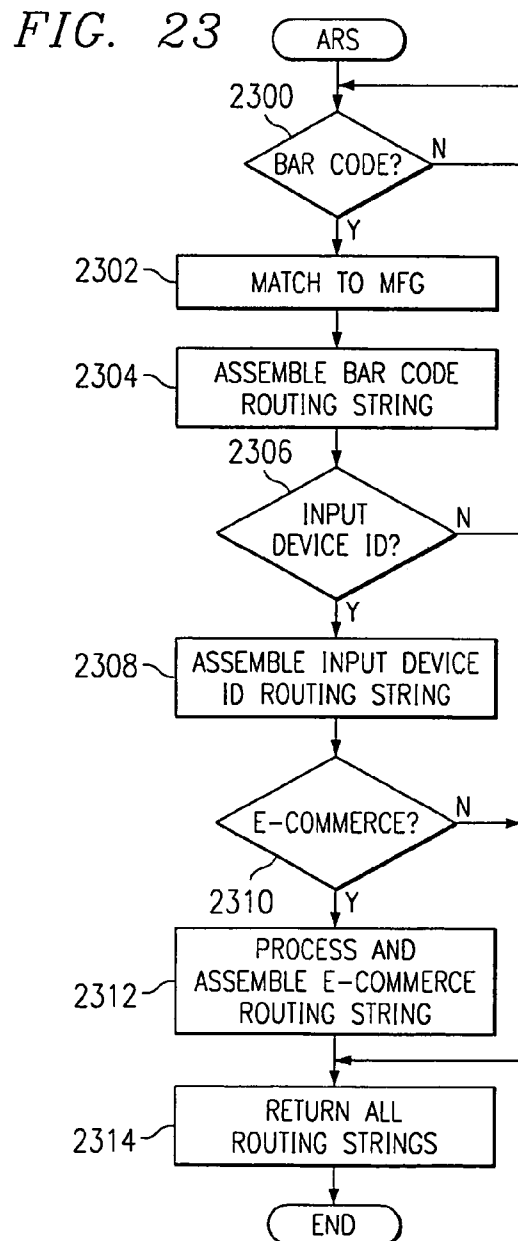 FIG. 23
ARS
2300
BAR CODE?
N
Y
2302
MATCH TO MFG
2304
ASSEMBLE BAR CODE
ROUTING STRING
2306
INPUT
DEVICE ID?
N
Y
2308
ASSEMBLE INPUT DEVICE
ID ROUTING STRING
E-COMMERCE?
N
2310
Y
2312
PROCESS AND
ASSEMBLE E-COMMERCE
ROUTING STRING
2314
RETURN ALL
ROUTING STRINGS
END